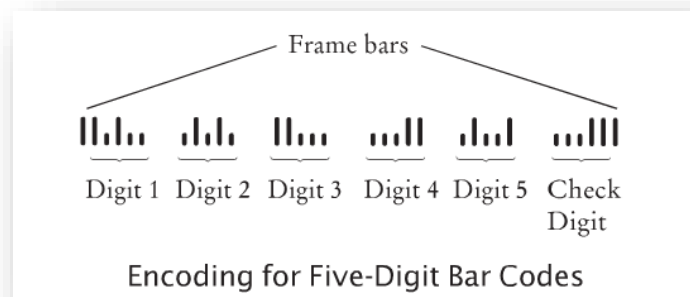 Frame bars
Digit 1 Digit 2 Digit 3 Digit 4 Digit 5 Check
Digit
Encoding for Five-Digit Bar Codes